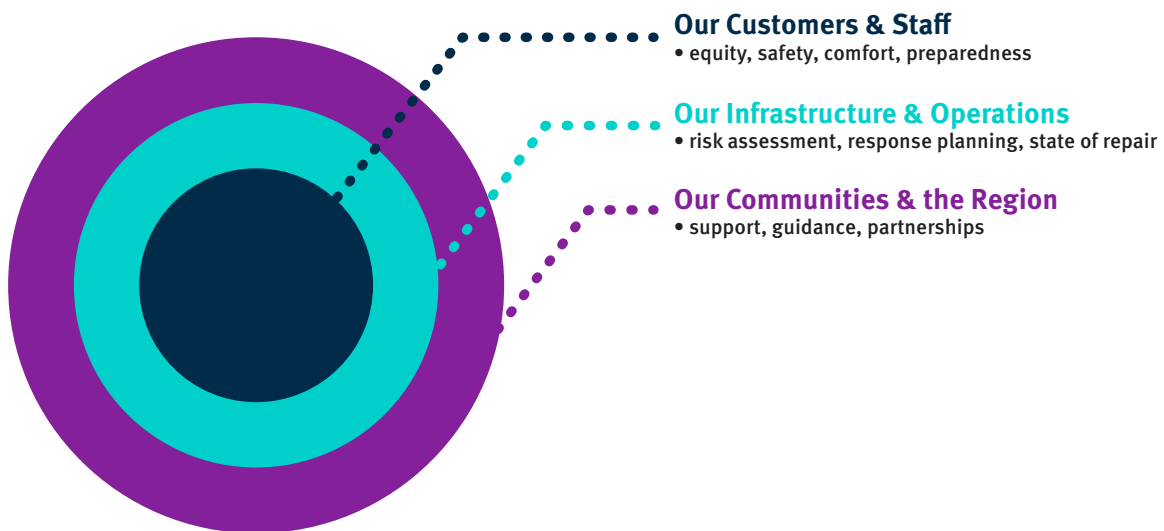 Our Customers & Staff
• equity, safety, comfort, preparedness
Our Infrastructure & Operations
• risk assessment, response planning, state of repair
Our Communities & the Region
• support, guidance, partnerships